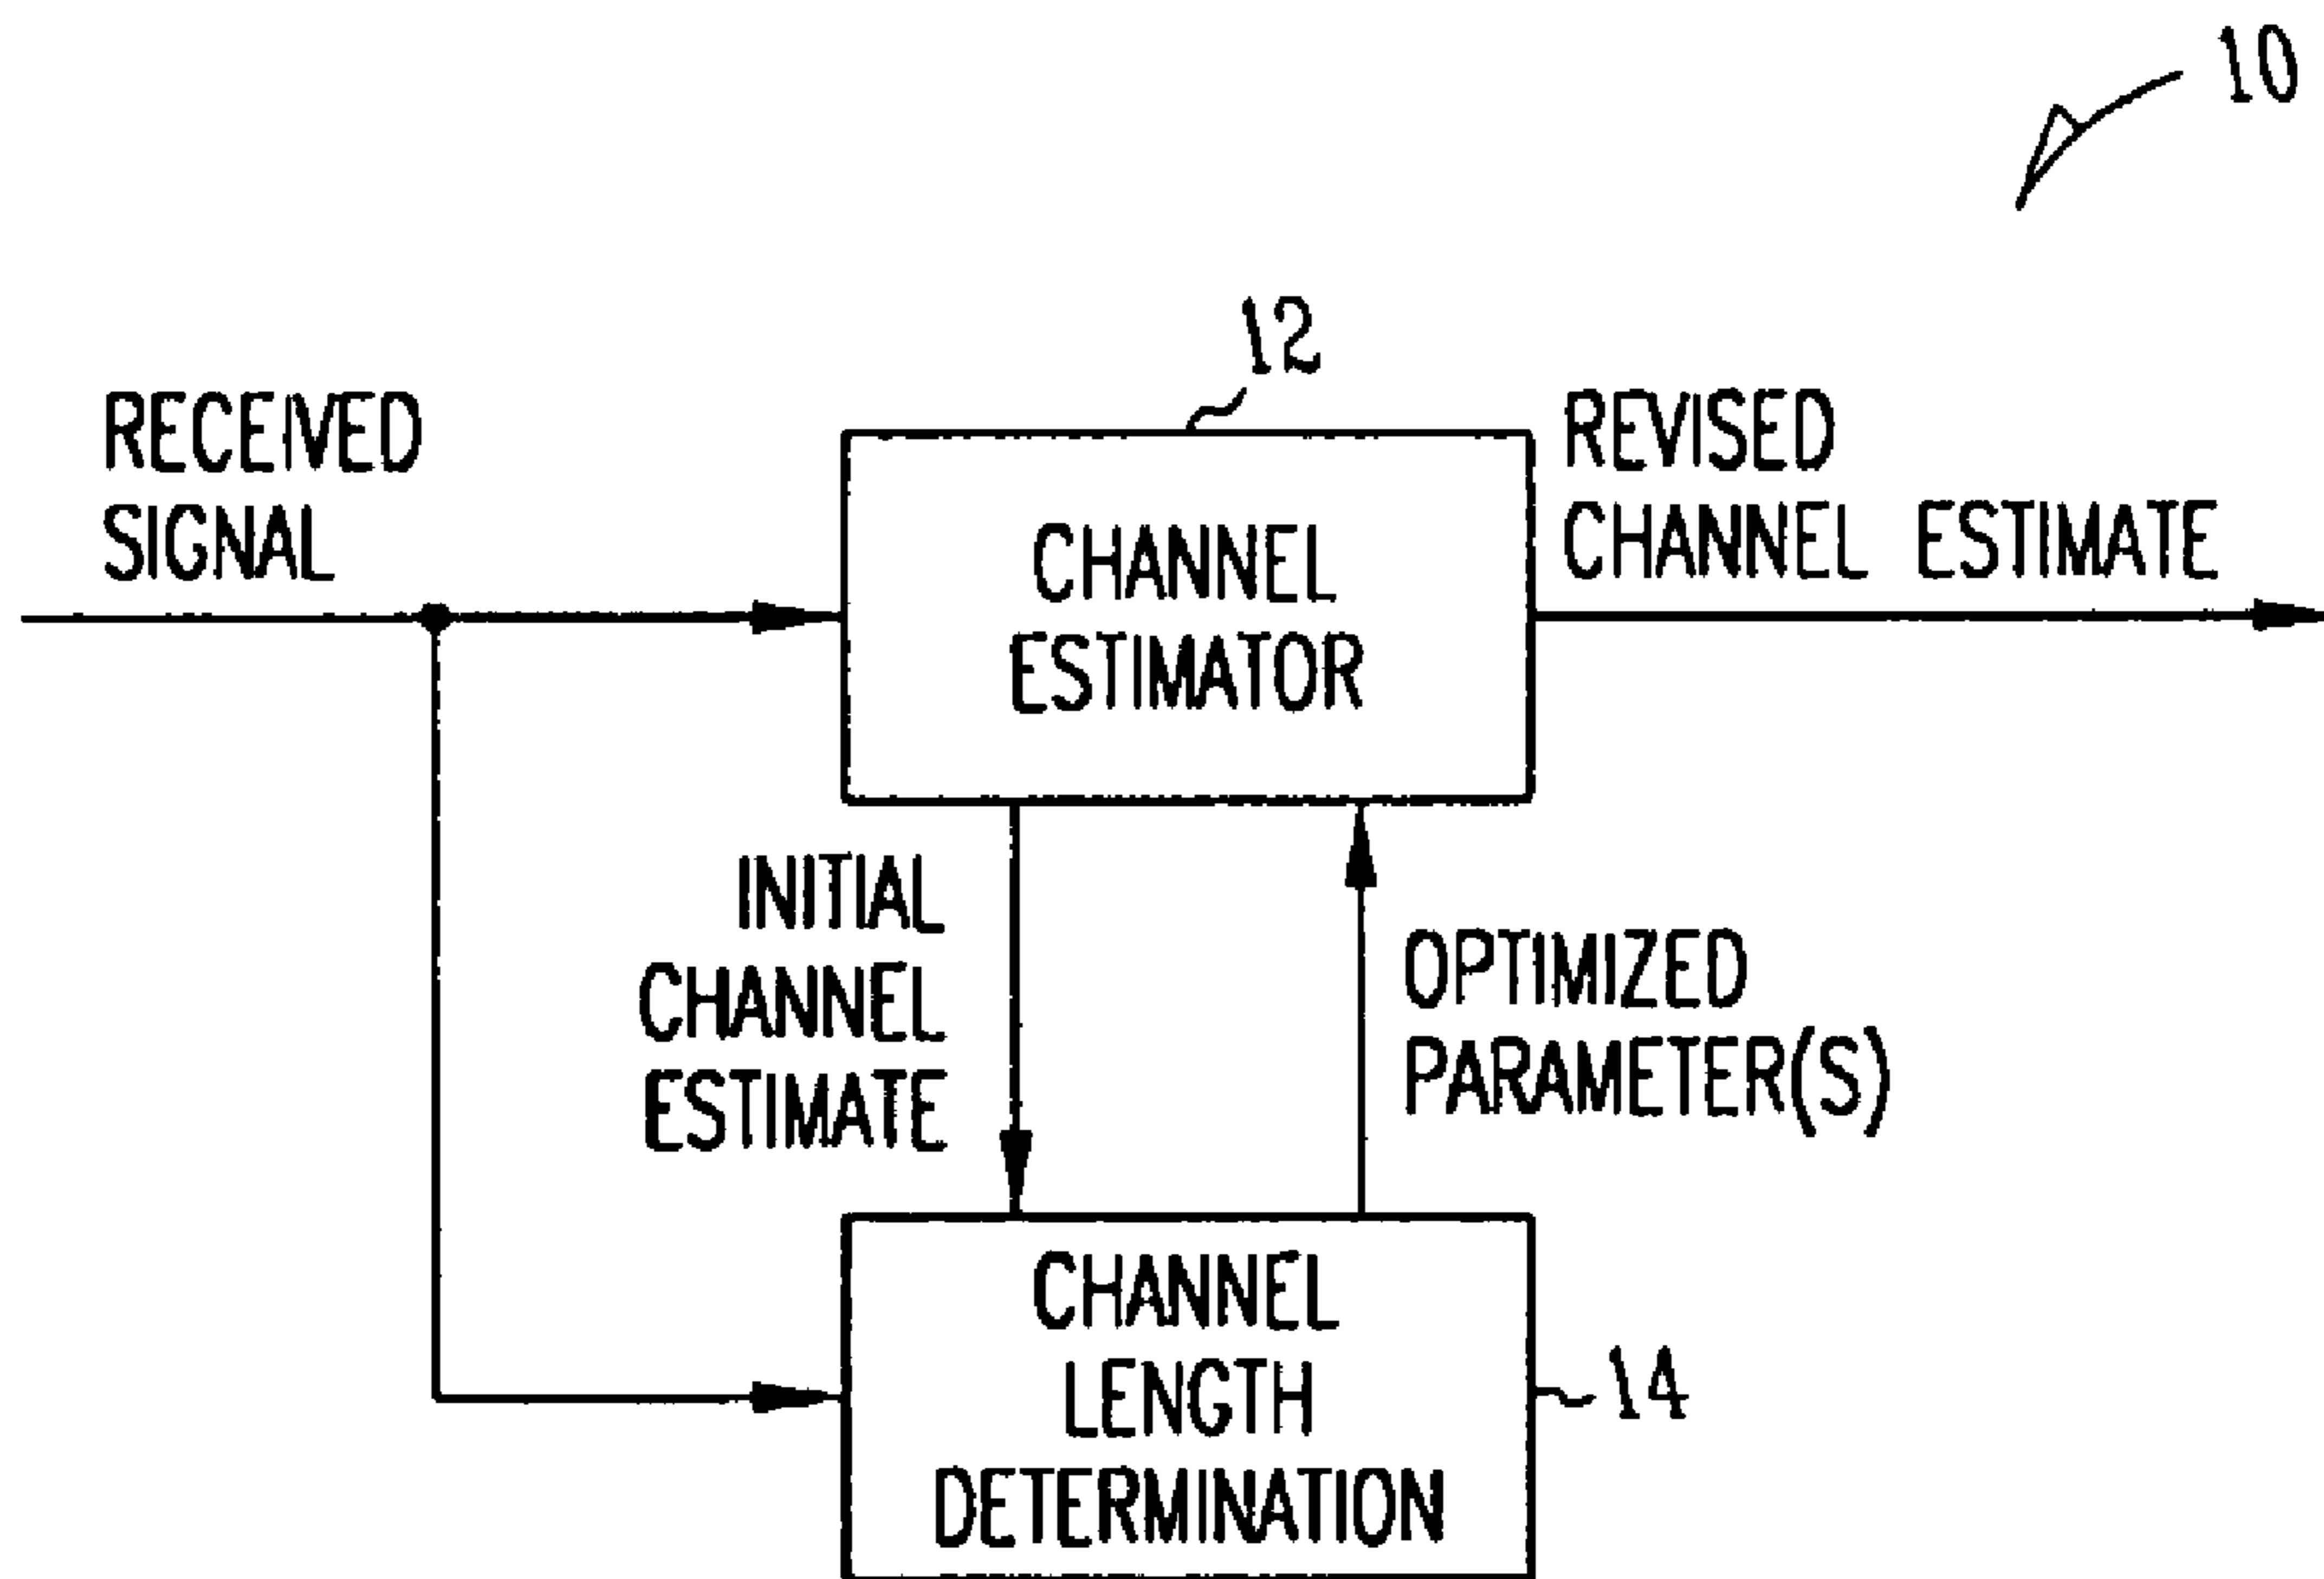 10
12
RECEIVED
SIGNAL
REVISED
CHANNEL ESTIMATE
CHANNEL
ESTIMATOR
INITIAL
CHANNEL
ESTIMATE
OPTIMIZED
PARAMETER(S)
CHANNEL
LENGTH
DETERMINATION
14